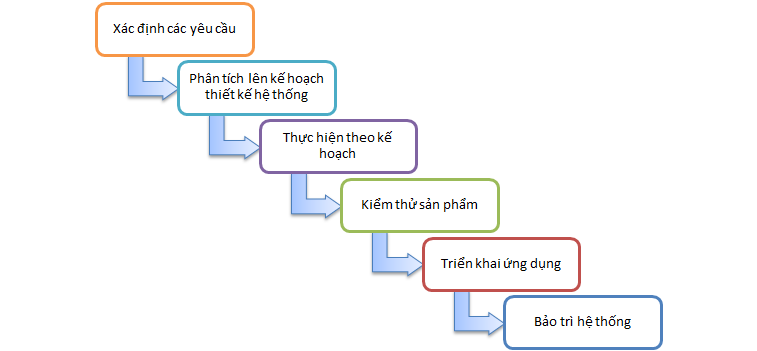 Xác định các yêu cầu
Phân tích lên kế hoạch
thiết kế hệ thống
Thực hiện theo kế
hoạch
Kiểm thử sản phẩm
Triển khai ứng dụng
Bảo trì hệ thống